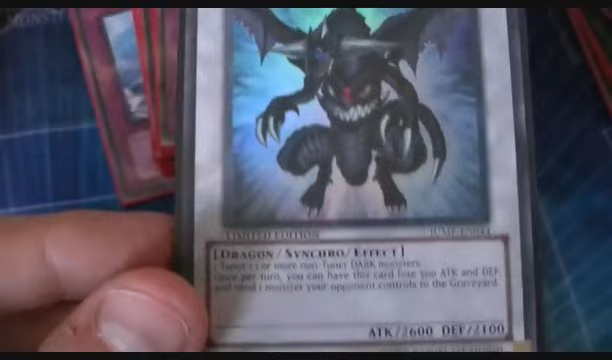 LIMITED EDITION JUMP-EN044
[DRAGON/SYNCHRO/EFFECT]
1 Tuner + 1 or more non-Tuner DARK monsters
Once per turn, you can have this card lose 500 ATK and DEF,
and send 1 monster your opponent controls to the Graveyard.
ATK/2600 DEF/2100